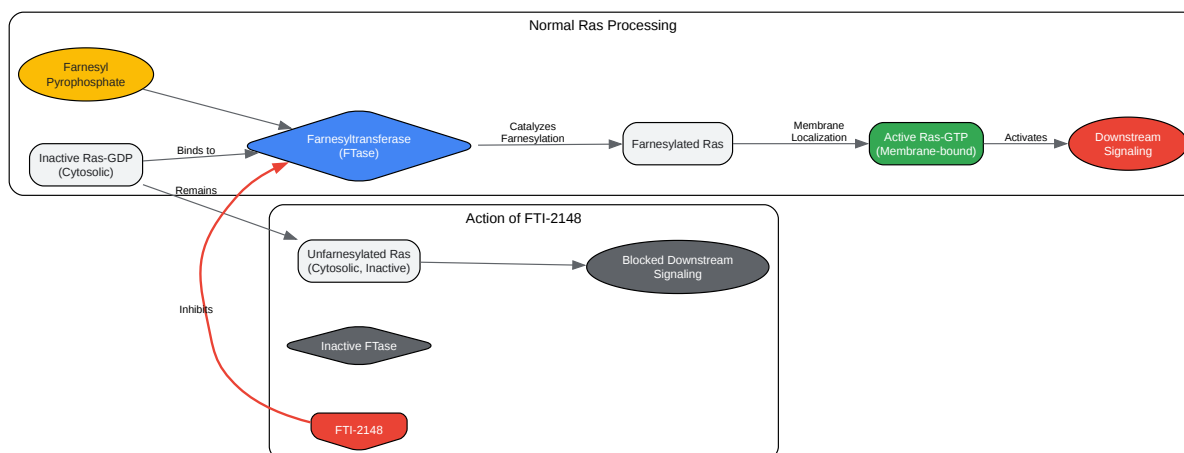 Normal Ras Processing
Farnesyl
Pyrophosphate
Inactive Ras-GDP
(Cytosolic)
Binds to
Remains
Farnesyltransferase
(FTase)
Catalyzes
Farnesylation
Farnesylated Ras
Membrane
Localization
Active Ras-GTP
(Membrane-bound)
Activates
Downstream
Signaling
Action of FTI-2148
Unfarnesylated Ras
(Cytosolic, Inactive)
Blocked Downstream
Signaling
Inhibits
Inactive FTase
FTI-2148